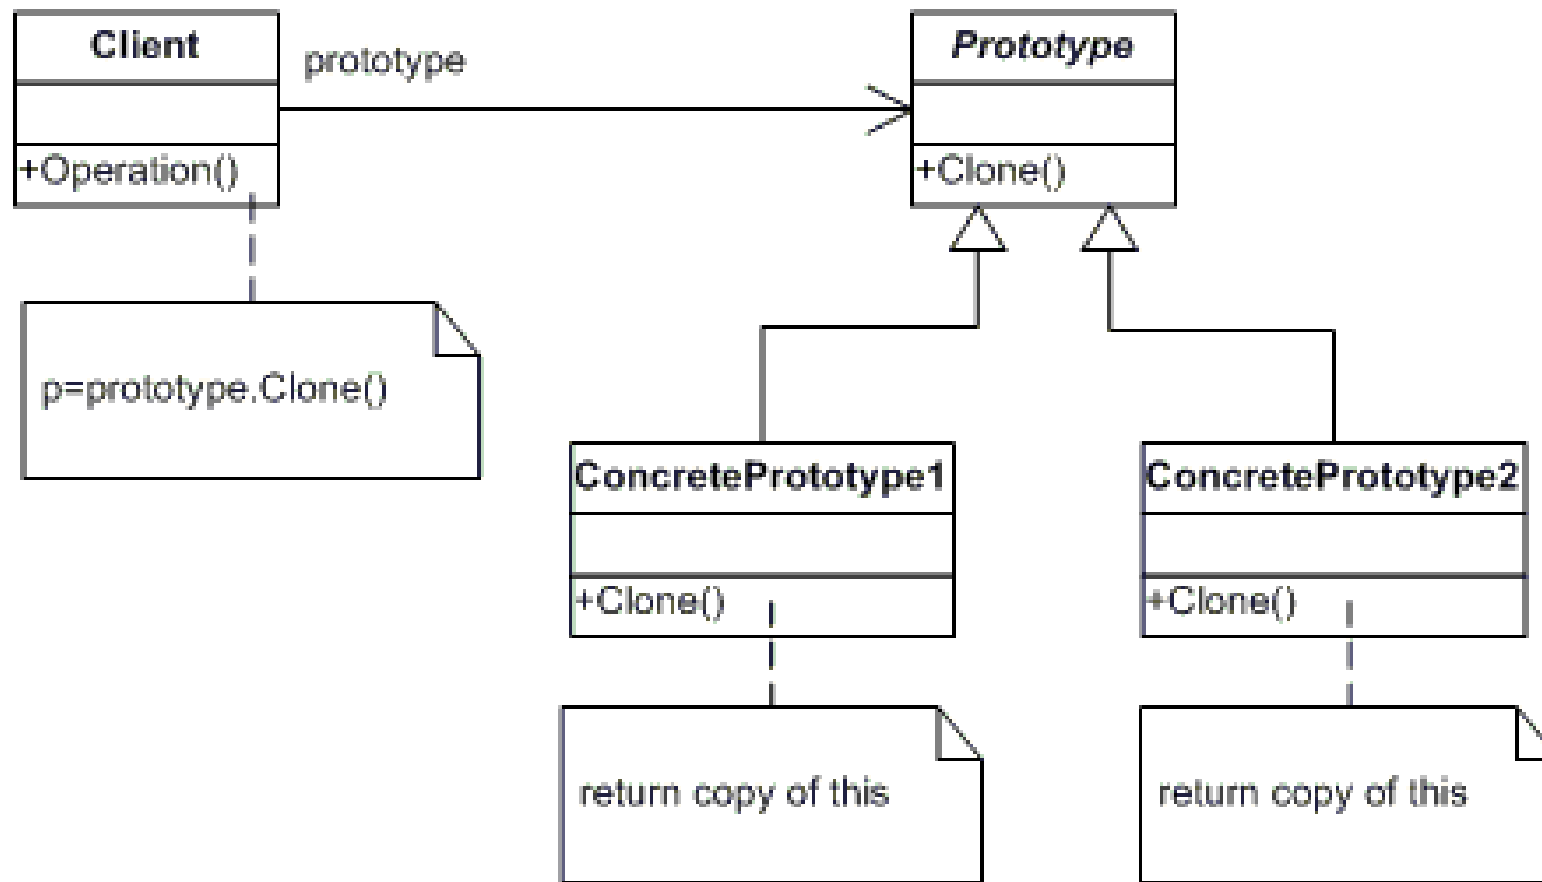 Client
prototype
Prototype
+Operation()
+Clone()
p=prototype.Clone()
ConcretePrototype1
ConcretePrototype2
+Clone()
+Clone()
return copy of this
return copy of this